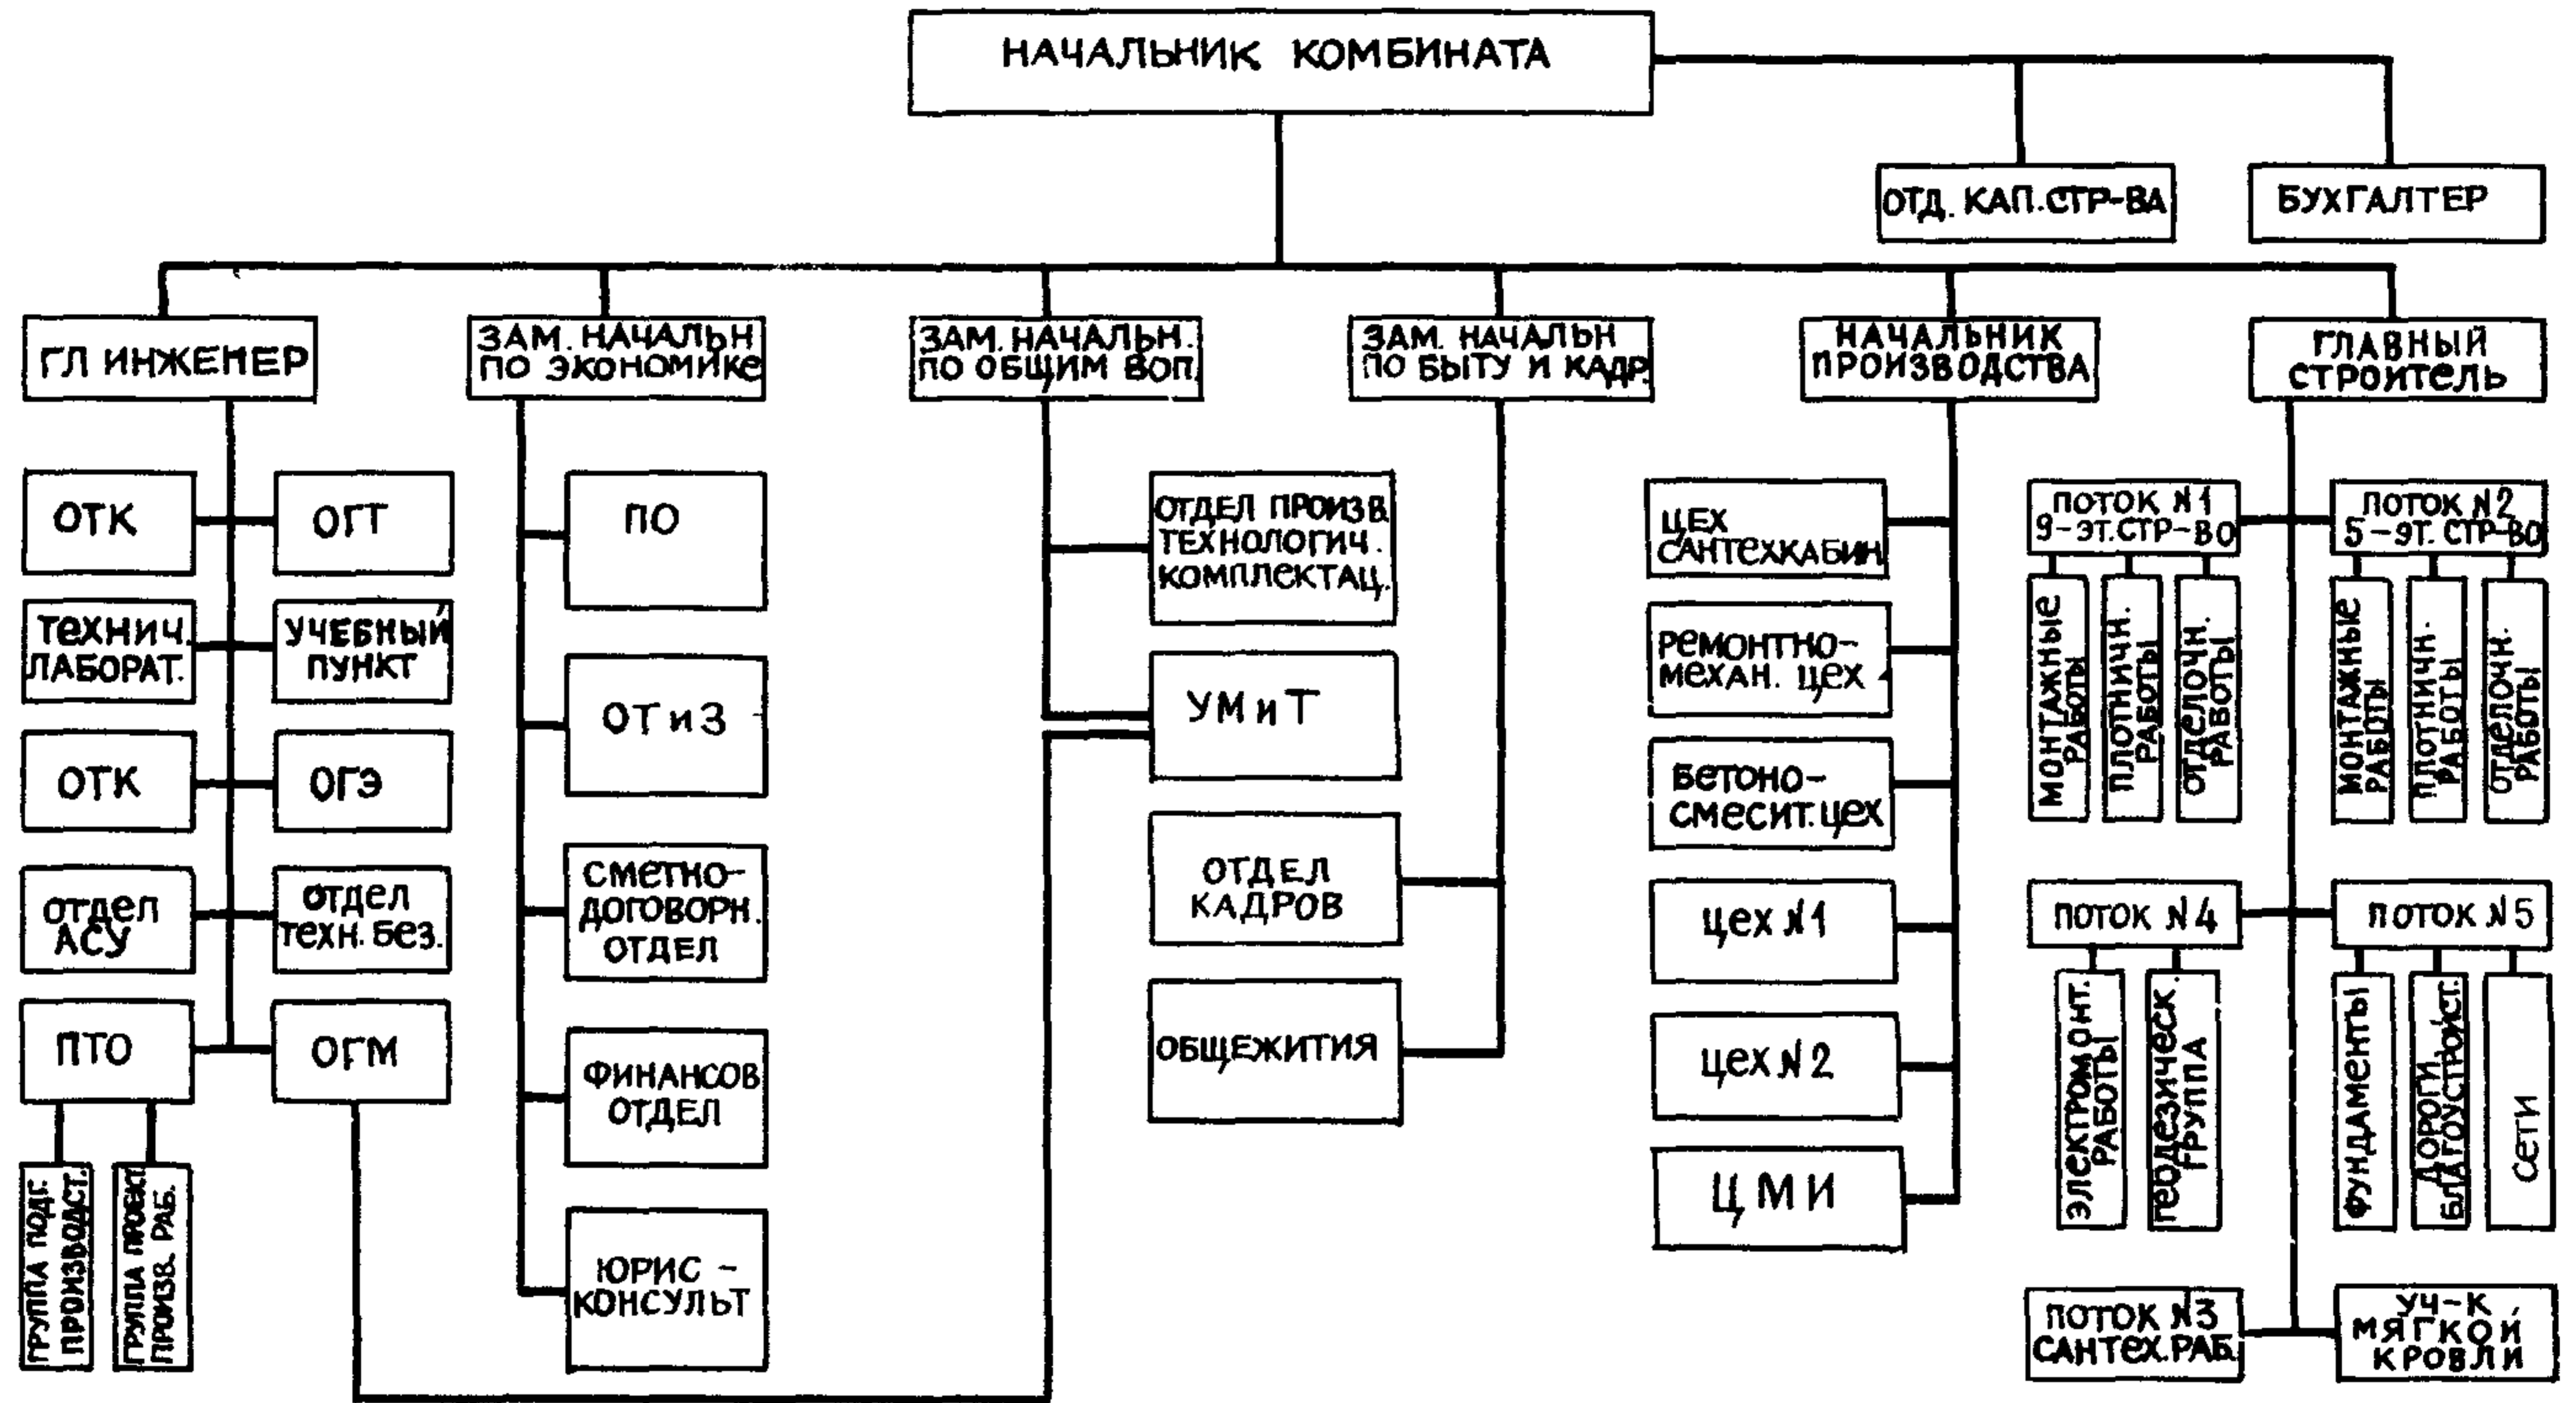 НАЧАЛЬНИК КОМБИНАТА
ОТД. КАП.СТР-ВА
БУХГАЛТЕР
ГЛ ИНЖЕНЕР
ЗАМ. НАЧАЛЬН
ПО ЭКОНОМИКЕ
ЗАМ. НАЧАЛЬН.
ПО ОБЩИМ ВОП.
ЗАМ. НАЧАЛЬН
ПО БЫТУ И КАДР.
НАЧАЛЬНИК
ПРОИЗВОДСТВА
ГЛАВНЫЙ
СТРОИТЕЛЬ
ОТК
ОГТ
ТЕХНИЧ.
ЛАБОРАТ.
УЧЕБНЫЙ
ПУНКТ
ОТК
ОГЭ
ОТДЕЛ
АСУ
ОТДЕЛ
ТЕХН. БЕЗ.
ПТО
ОГМ
ГРУППА ПОДГ.
ПРОИЗВОДСТ.
ГРУППА ПРОЕКТ.
ПРОИЗВ. РАБ.
ПО
ОТ и З
СМЕТНО-
ДОГОВОРН.
ОТДЕЛ
ФИНАНСОВ
ОТДЕЛ
ЮРИС-
КОНСУЛЬТ
ОТДЕЛ ПРОИЗВ.
ТЕХНОЛОГИЧ.
КОМПЛЕКТАЦ.
УМ и Т
ОТДЕЛ
КАДРОВ
ОБЩЕЖИТИЯ
ЦЕХ
САНТЕХКАБИН
РЕМОНТНО-
МЕХАН. ЦЕХ
БЕТОНО-
СМЕСИТ. ЦЕХ
ЦЕХ №1
ЦЕХ №2
ЦМИ
ПОТОК №1
9-ЭТ.СТР-ВО
МОНТАЖНЫЕ
РАБОТЫ
ПЛОТНИЧН.
РАБОТЫ
ОТДЕЛОЧН.
РАБОТЫ
ПОТОК №2
5-ЭТ. СТР-ВО
МОНТАЖНЫЕ
РАБОТЫ
ПЛОТНИЧН.
РАБОТЫ
ОТДЕЛОЧН.
РАБОТЫ
ПОТОК №4
ЭЛЕКТРОМОНТ.
РАБОТЫ
ГЕОДЕЗИЧЕСК.
ГРУППА
ПОТОК №5
ФУНДАМЕНТЫ
ДОРОГИ,
БЛАГОУСТРОЙСТ.
СЕТИ
ПОТОК №3
САНТЕХ.РАБ.
УЧ-К
МЯГКОЙ
КРОВЛИ